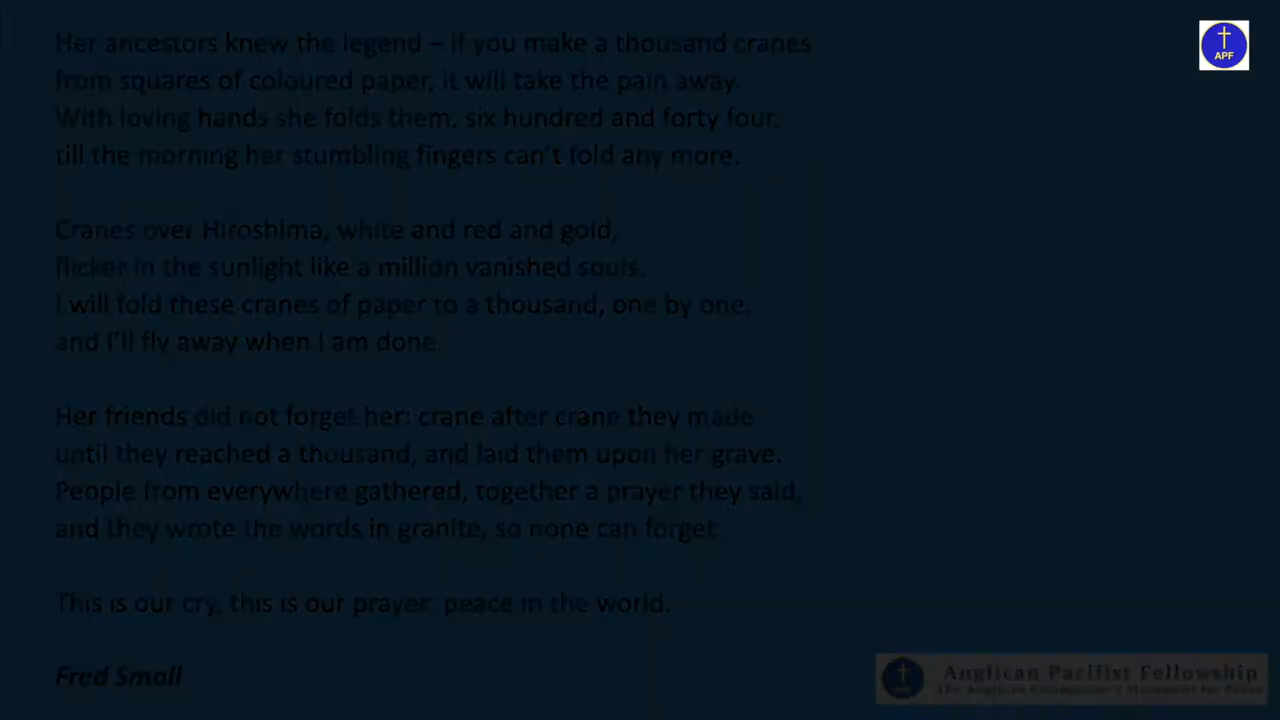 Her ancestors knew the legend – if you make a thousand cranes
from squares of coloured paper, it will take the pain away.
With loving hands she folds them, six hundred and forty four,
till the morning her stumbling fingers can't fold any more.
Cranes over Hiroshima, white and red and gold,
flicker in the sunlight like a million vanished souls.
I will fold these cranes of paper to a thousand, one by one,
and I'll fly away when I am done.
Her friends did not forget her: crane after crane they made
until they reached a thousand, and laid them upon her grave.
People from everywhere gathered, together a prayer they said,
and they wrote the words in granite, so none can forget
This is our cry, this is our prayer: peace in the world.
Fred Small
APF
Anglican Pacifist Fellowship